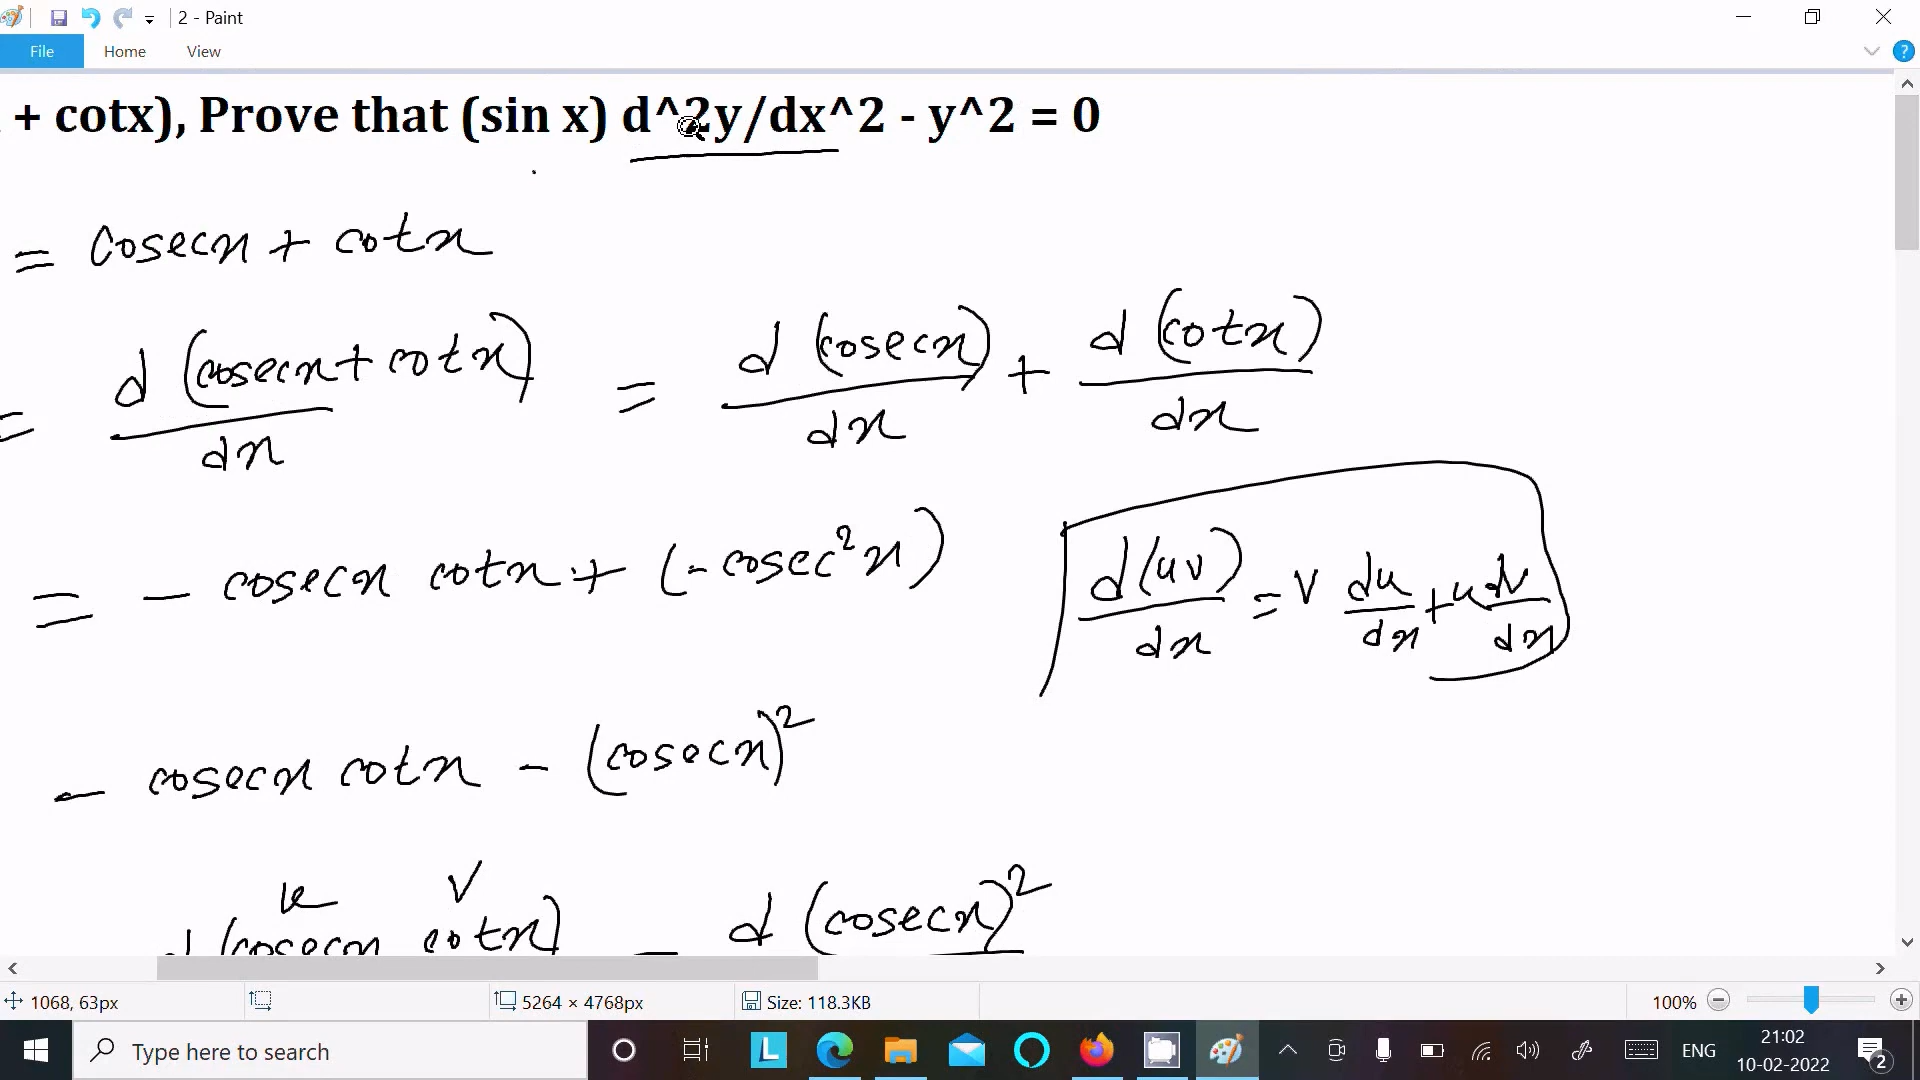 2 - Paint
File Home View
+ cotx), Prove that (sin x) d^2y/dx^2 - y^2 = 0
= cosecx + cotx
= d (cosecx + cotx) / dx = d (cosecx) / dx + d (cotx) / dx
= - cosecx cotx + (- cosec²x)
d(uv) / dx = v du / dx + u dv / dx
- cosecx cotx - (cosecx)²
u v
d (cosecx cotx) - d (cosecx)²
1068, 63px 5264 × 4768px Size: 118.3KB 100%
Type here to search
ENG 21:02
10-02-2022
2